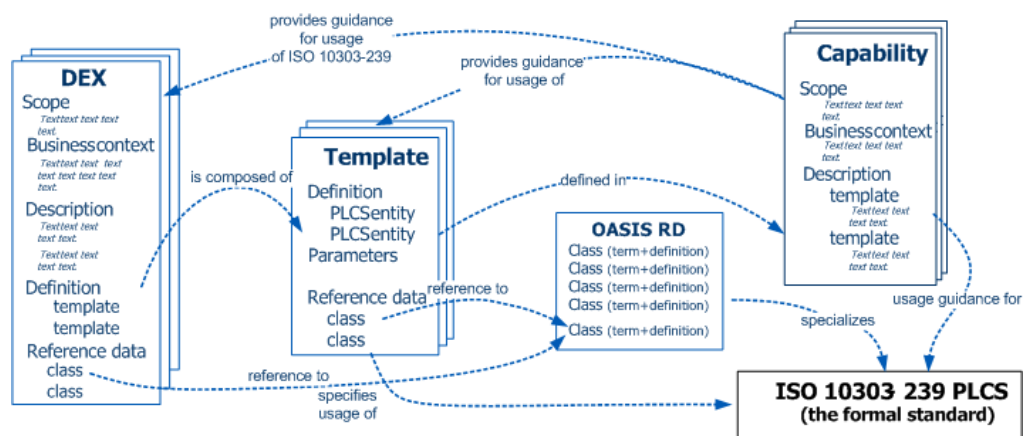 provides guidance
for usage
of ISO 10303-239
provides guidance
for usage of
DEX
Scope
Texttext text text
text.
Businesscontext
Texttext text text
text text text text
text.
Description
Texttext text
text text.
Texttext text
text text.
Definition
template
template
Reference data
class
class
is composed of
Template
Definition
PLCSentity
PLCSentity
Parameters
Reference data
class
class
defined in
reference to
reference to
specifies
usage of
OASIS RD
Class (term+definition)
Class (term+definition)
Class (term+definition)
Class (term+definition)
Class (term+definition)
Capability
Scope
Texttext text text
text.
Businesscontext
Texttext text text
text.
Description
template
Texttext text
text text.
template
Texttext text
text text.
specializes
usage guidance for
ISO 10303 239 PLCS
(the formal standard)